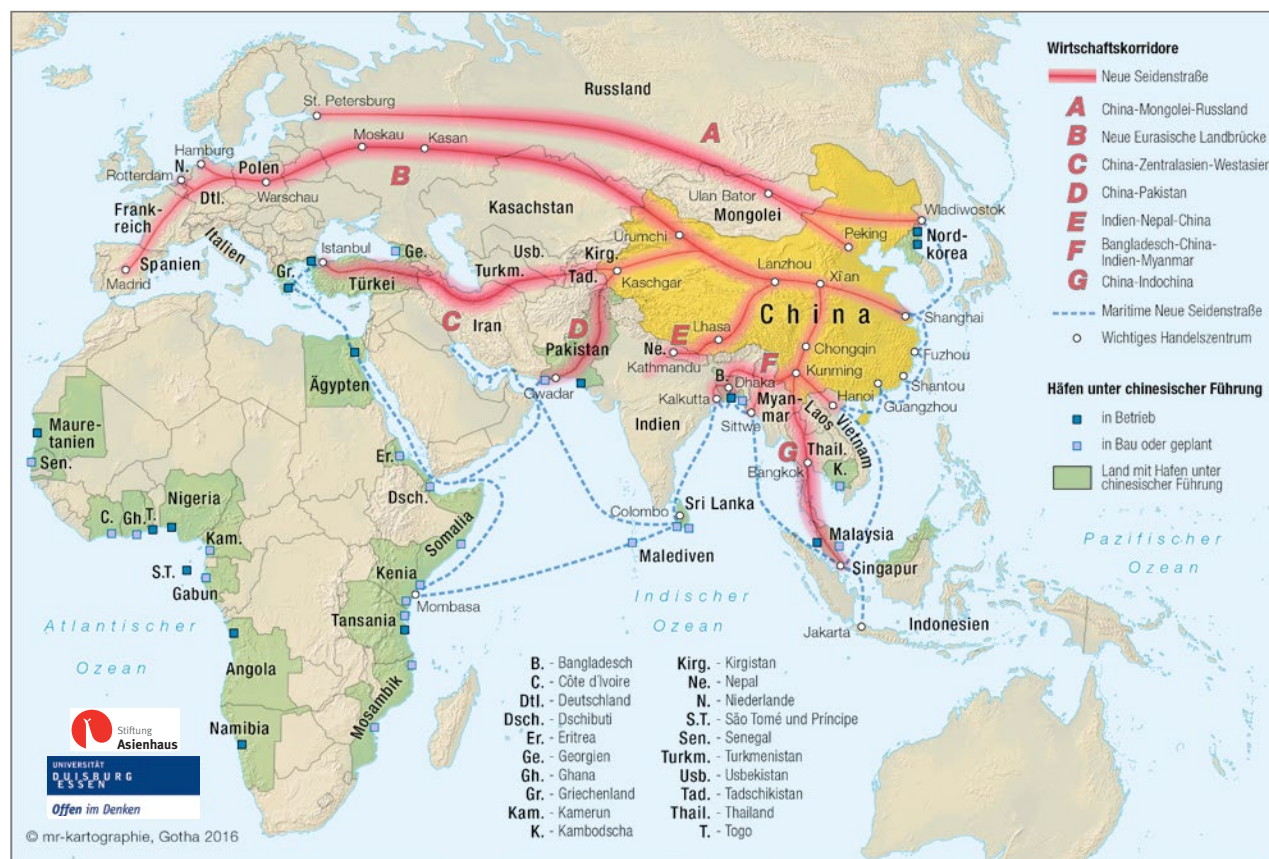 Wirtschaftskorridore
Neue Seidenstraße
A China-Mongolei-Russland
B Neue Eurasische Landbrücke
C China-Zentralasien-Westasien
D China-Pakistan
E Indien-Nepal-China
F Bangladesch-China-
Indien-Myanmar
G China-Indochina
Maritime Neue Seidenstraße
Wichtiges Handelszentrum
Häfen unter chinesischer Führung
in Betrieb
in Bau oder geplant
Land mit Hafen unter
chinesischer Führung
Russland
St. Petersburg
A
Moskau
Kasan
Hamburg
N.
Polen
Rotterdam
B
Dtl.
Warschau
Ulan Bator
Frank-
reich
Kasachstan
Mongolei
Wladiwostok
Italien
Urumchi
Peking
Nord-
korea
Istanbul
Ge.
Usb.
Kirg.
Spanien
Gr.
Türkei
Turkm.
Tad.
Lanzhou
Xi'an
Madrid
Kaschgar
C
Iran
D
China
Shanghai
Lhasa
Pakistan
E
Ne.
Chongqin
Kathmandu
F
Fuzhou
Ägypten
B.
Dhaka
Kunming
Shantou
Gwadar
Kalkutta
Myan-
mar
Hanoi
Guangzhou
Indien
Sittwe
Laos
Vietnam
Maure-
tanien
Er.
G
Thail.
Sen.
Bangkok
K.
Dsch.
Nigeria
C.
Gh.
T.
Somalia
Colombo
Sri Lanka
Kam.
Malaysia
Malediven
S.T.
Kenia
Singapur
Gabun
Pazifischer
Ozean
Mombasa
Indischer
Ozean
Tansania
Atlantischer
Ozean
Jakarta
Indonesien
Angola
Mosambik
Namibia
B. - Bangladesch
C. - Côte d´Ivoire
Dtl. - Deutschland
Dsch. - Dschibuti
Er. - Eritrea
Ge. - Georgien
Gh. - Ghana
Gr. - Griechenland
Kam. - Kamerun
K. - Kambodscha
Kirg. - Kirgistan
Ne. - Nepal
N. - Niederlande
S.T. - São Tomé und Príncipe
Sen. - Senegal
Turkm. - Turkmenistan
Usb. - Usbekistan
Tad. - Tadschikistan
Thail. - Thailand
T. - Togo
Stiftung
Asienhaus
UNIVERSITÄT
DUISBURG
ESSEN
Offen im Denken
© mr-kartographie, Gotha 2016